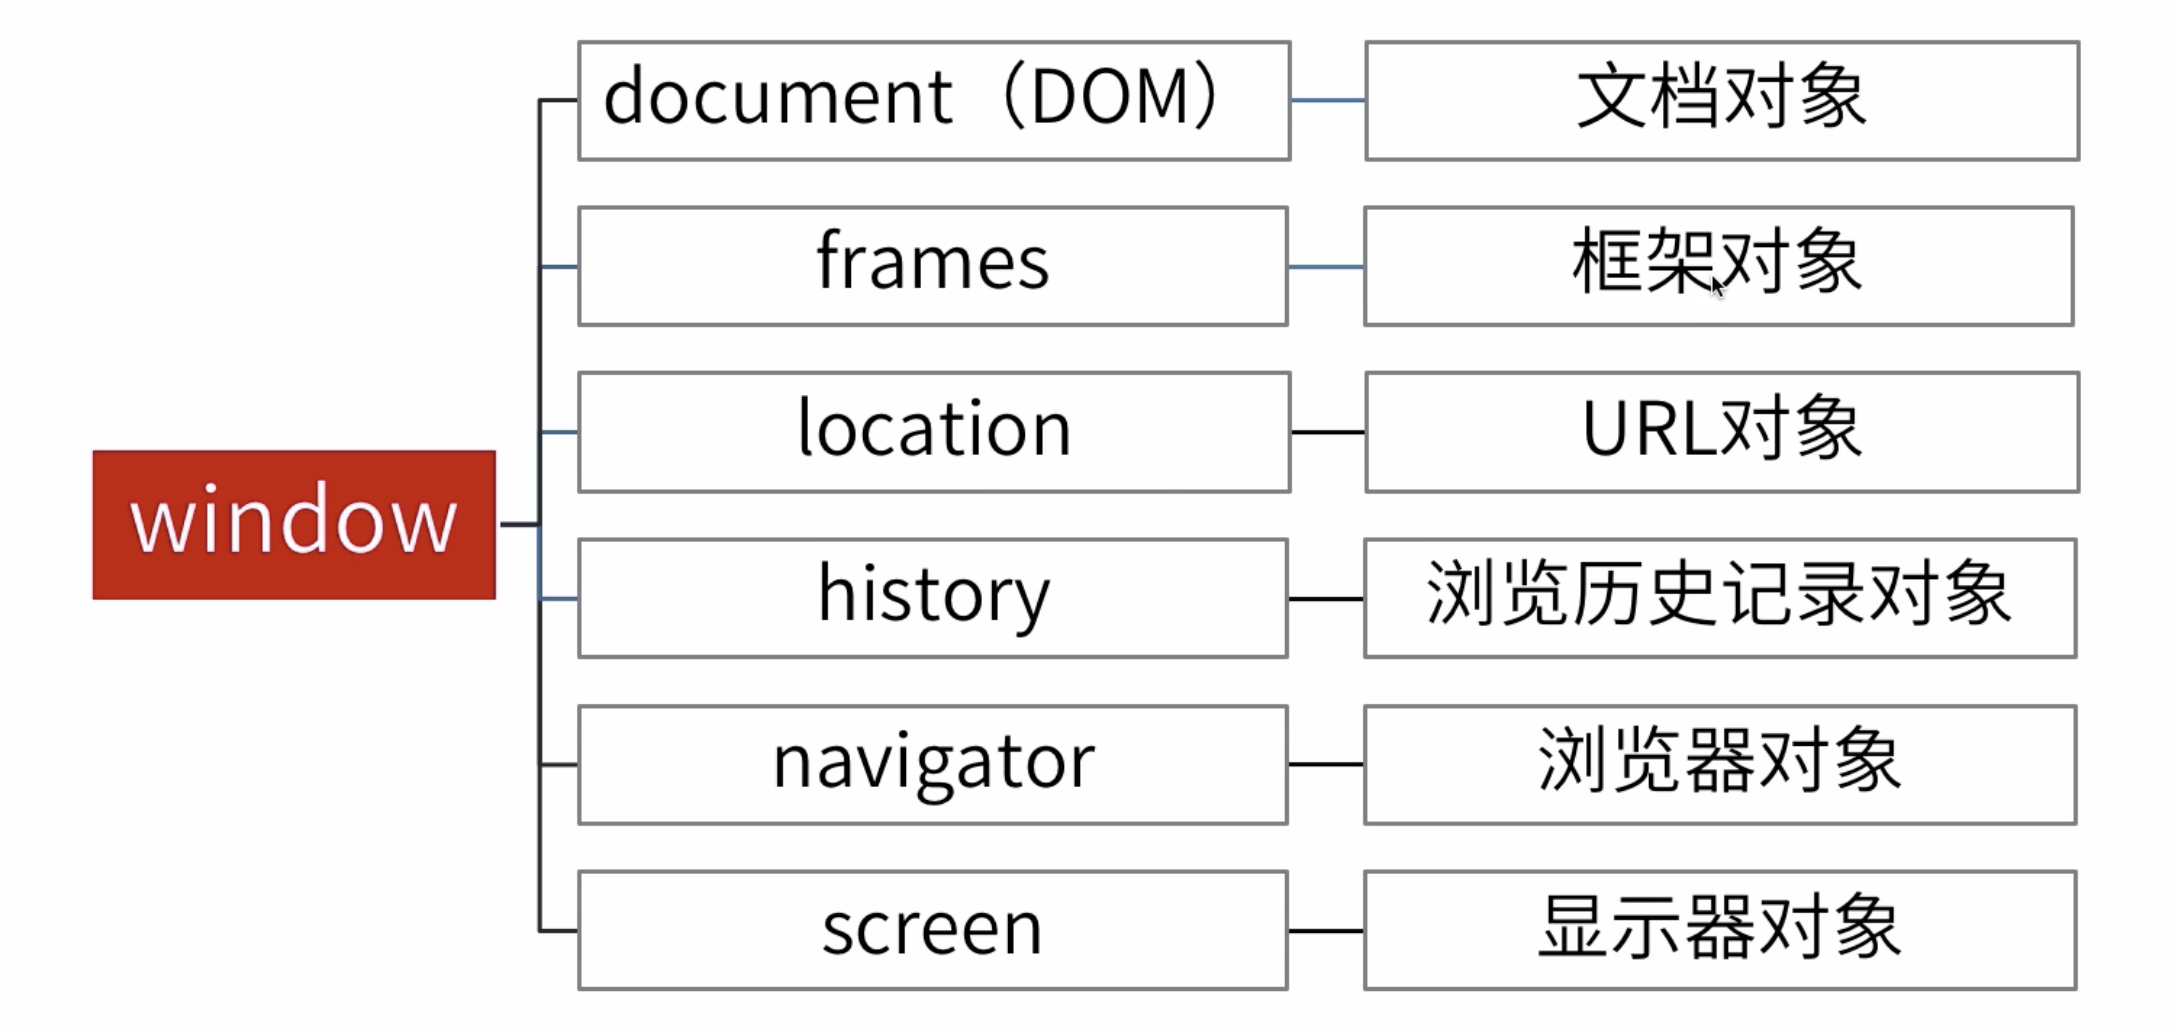 document（DOM）
文档对象
frames
框架对象
location
URL对象
window
history
浏览历史记录对象
navigator
浏览器对象
screen
显示器对象